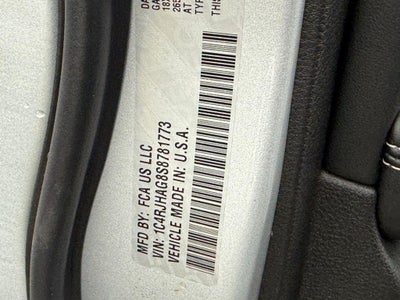 MFD BY: FCA US LLC
VIN: 1C4RJHAG8S8781773
VEHICLE MADE IN: U.S.A.